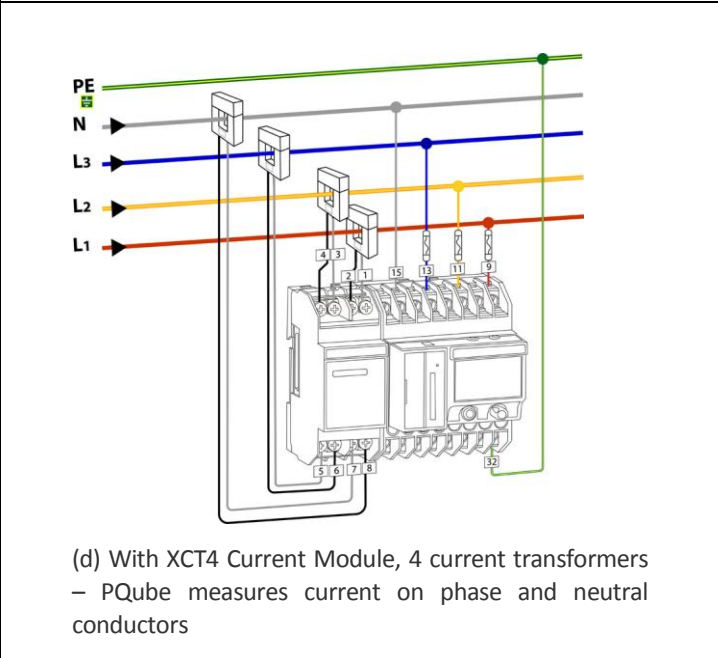 PE
N
L3
L2
L1
4 3
2 1
15
13
11
9
5 6 7 8
32
(d) With XCT4 Current Module, 4 current transformers
– PQube measures current on phase and neutral
conductors